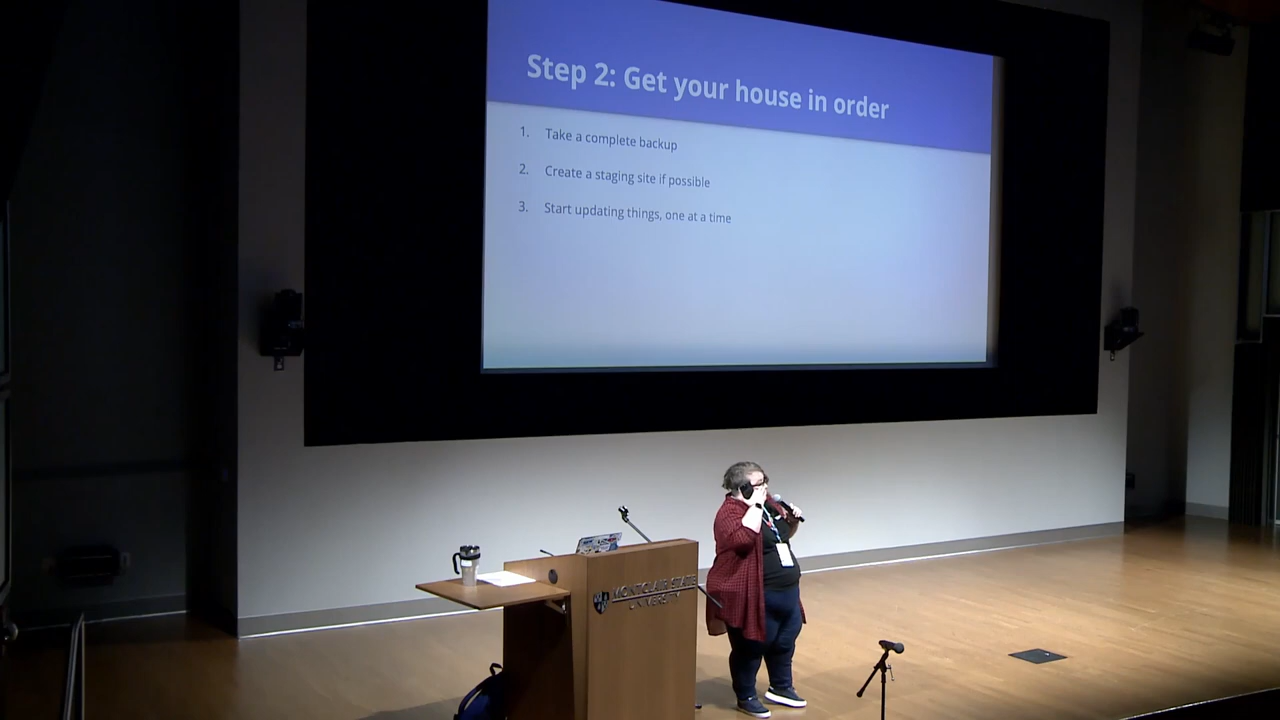 Step 2: Get your house in order
1. Take a complete backup
2. Create a staging site if possible
3. Start updating things, one at a time
MONTCLAIR STATE
UNIVERSITY